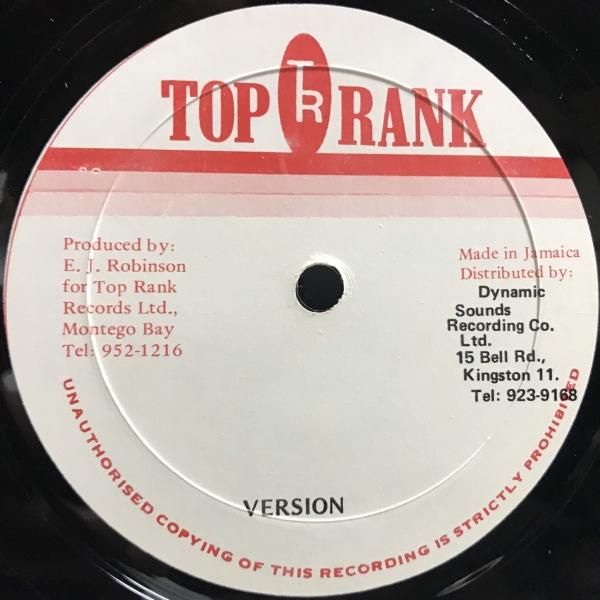 TR
TOP RANK
Produced by:
E. J. Robinson
for Top Rank
Records Ltd.,
Montego Bay
Tel: 952-1216
Made in Jamaica
Distributed by:
Dynamic
Sounds
Recording Co.
Ltd.
15 Bell Rd.,
Kingston 11.
Tel: 923-9168
VERSION
UNAUTHORISED COPYING OF THIS RECORDING IS STRICTLY PROHIBITED